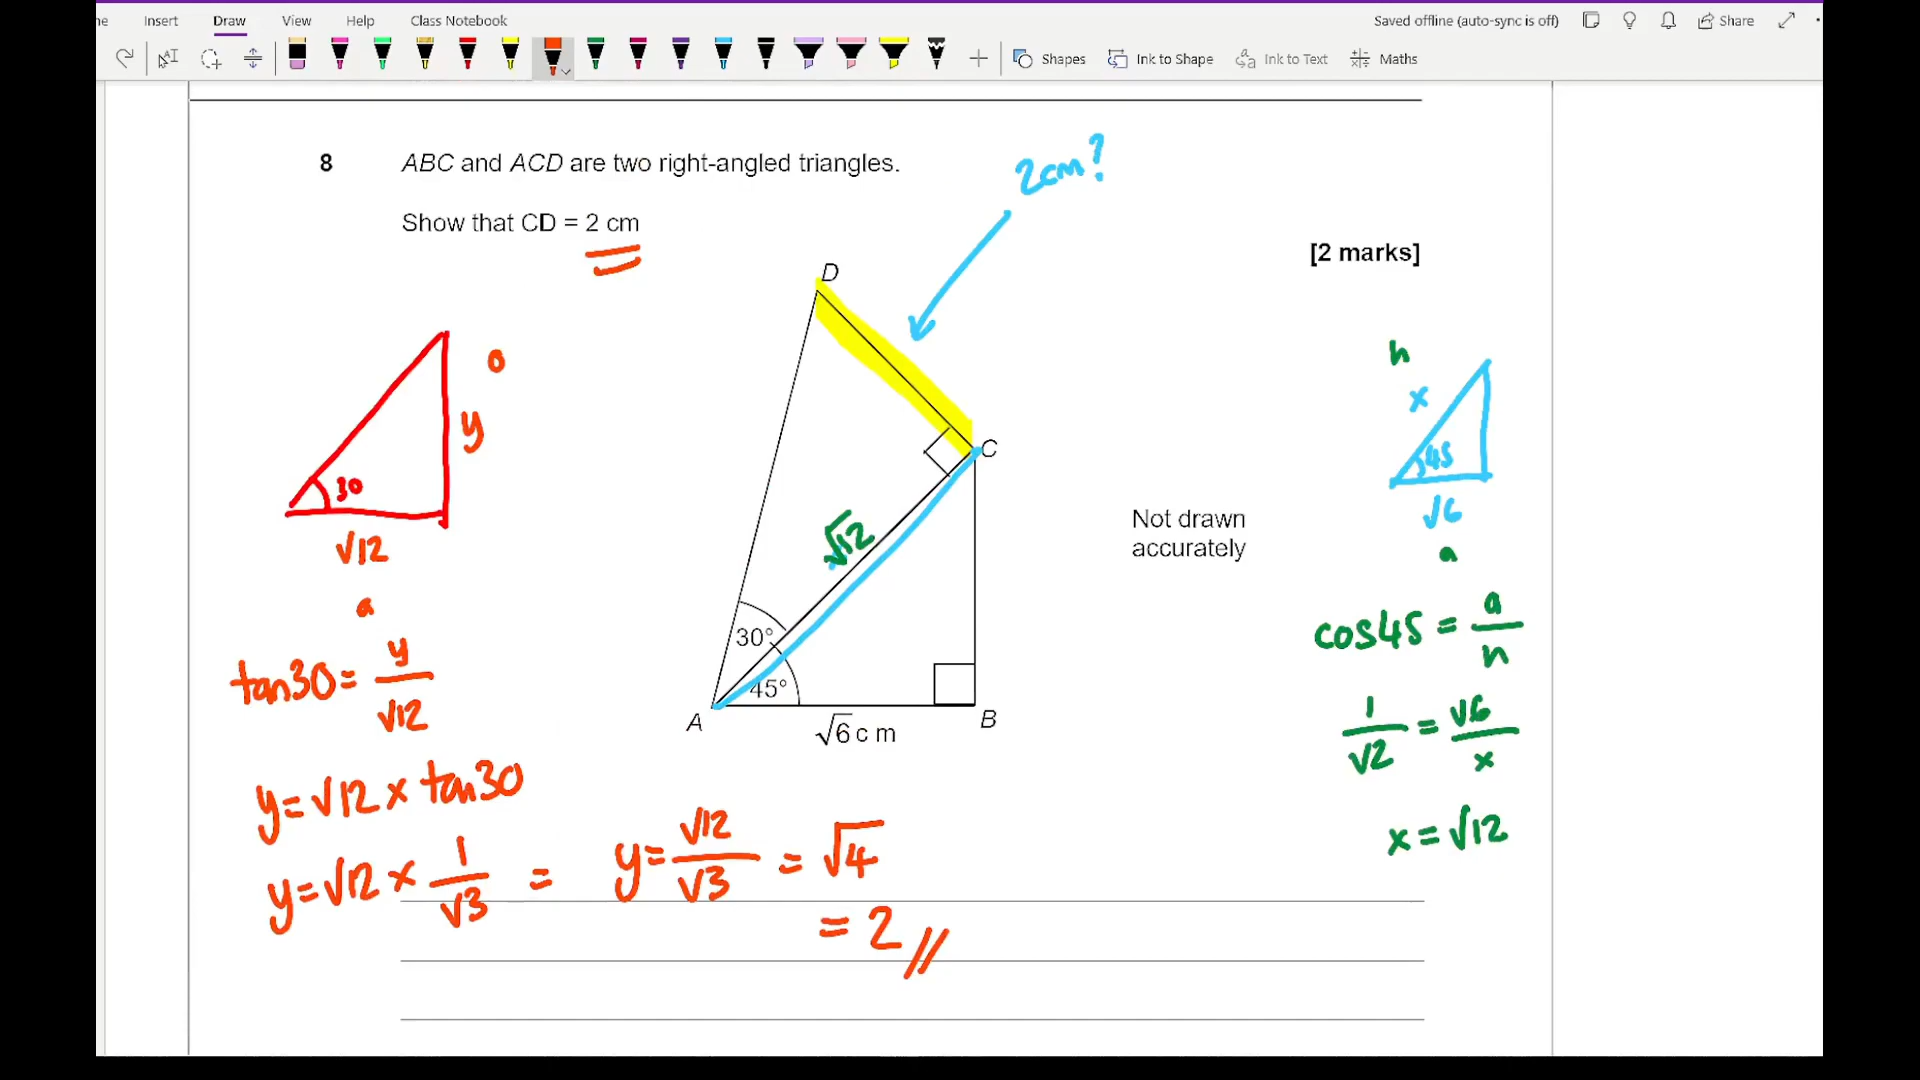 ne Insert Draw View Help Class Notebook Saved offline (auto-sync is off) Share
Shapes Ink to Shape Ink to Text Maths
8 ABC and ACD are two right-angled triangles.
Show that CD = 2 cm
[2 marks]
2cm?
D
C
√12
30°
45°
A
B
√6 c m
Not drawn
accurately
o
y
30
√12
a
tan30 = y/√12
y = √12 x tan30
y = √12 x 1/√3 =
y = √12/√3 = √4
= 2 //
h
x
45
√6
a
cos45 = a/h
1/√2 = √6/x
x = √12